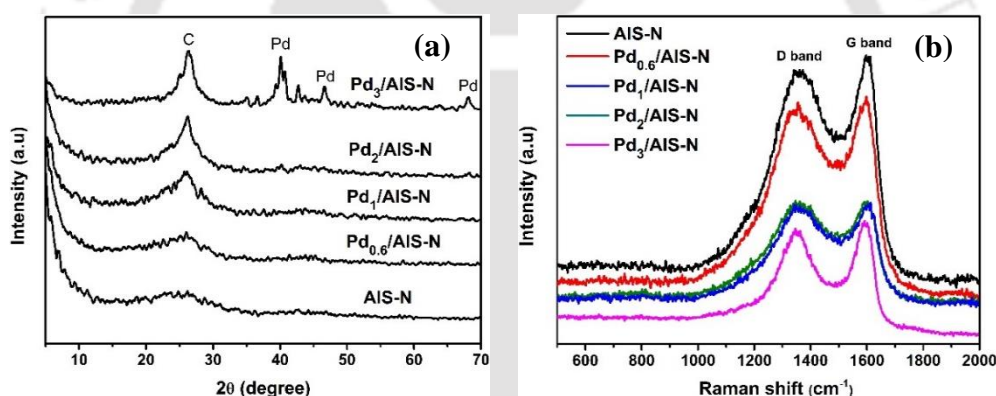 (a)
C
Pd
Pd
Pd
Pd3/AlS-N
Pd2/AlS-N
Pd1/AlS-N
Pd0.6/AlS-N
AlS-N
Intensity (a.u)
10 20 30 40 50 60 70
2θ (degree)
(b)
AlS-N
Pd0.6/AlS-N
Pd1/AlS-N
Pd2/AlS-N
Pd3/AlS-N
D band
G band
Intensity (a.u)
600 800 1000 1200 1400 1600 1800 2000
Raman shift (cm-1)